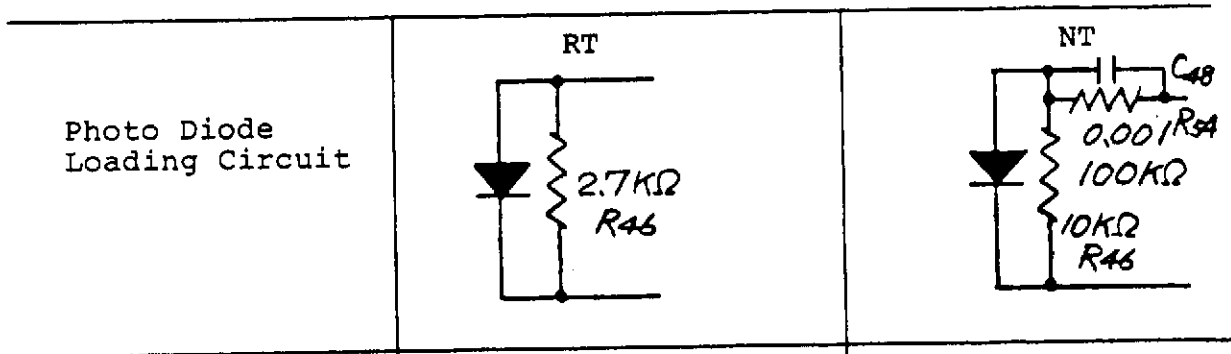 Photo Diode
Loading Circuit
RT
2.7KΩ
R46
NT
C48
R54
0.001
100KΩ
10KΩ
R46